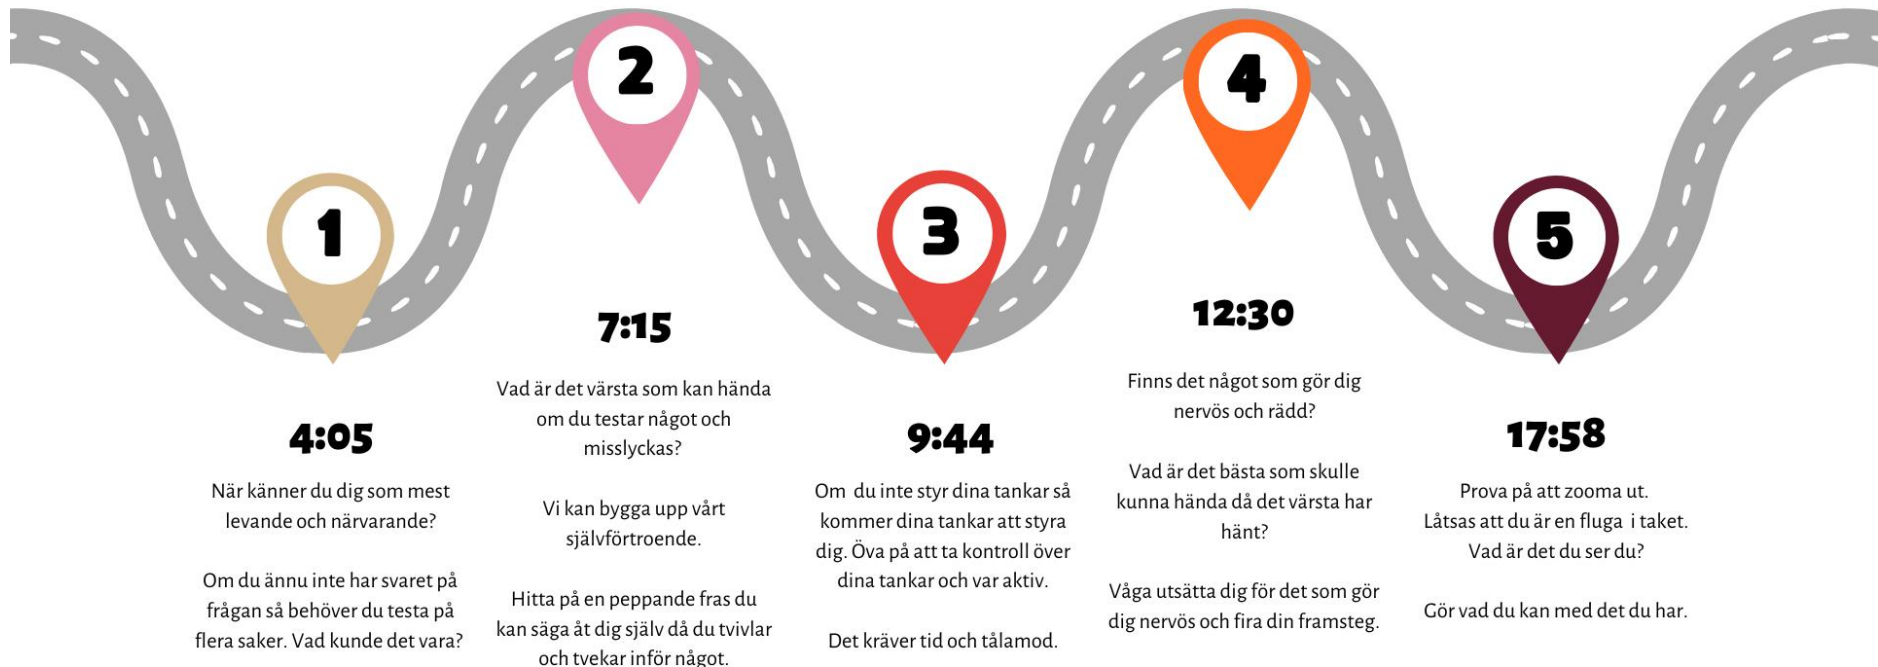 1
4:05
När känner du dig som mest
levande och närvarande?
Om du ännu inte har svaret på
frågan så behöver du testa på
flera saker. Vad kunde det vara?
2
7:15
Vad är det värsta som kan hända
om du testar något och
misslyckas?
Vi kan bygga upp vårt
självförtroende.
Hitta på en peppande fras du
kan säga åt dig själv då du tvivlar
och tvekar inför något.
3
9:44
Om du inte styr dina tankar så
kommer dina tankar att styra
dig. Öva på att ta kontroll över
dina tankar och var aktiv.
Det kräver tid och tålamod.
4
12:30
Finns det något som gör dig
nervös och rädd?
Vad är det bästa som skulle
kunna hända då det värsta har
hänt?
Våga utsätta dig för det som gör
dig nervös och fira din framsteg.
5
17:58
Prova på att zooma ut.
Låtsas att du är en fluga i taket.
Vad är det du ser du?
Gör vad du kan med det du har.